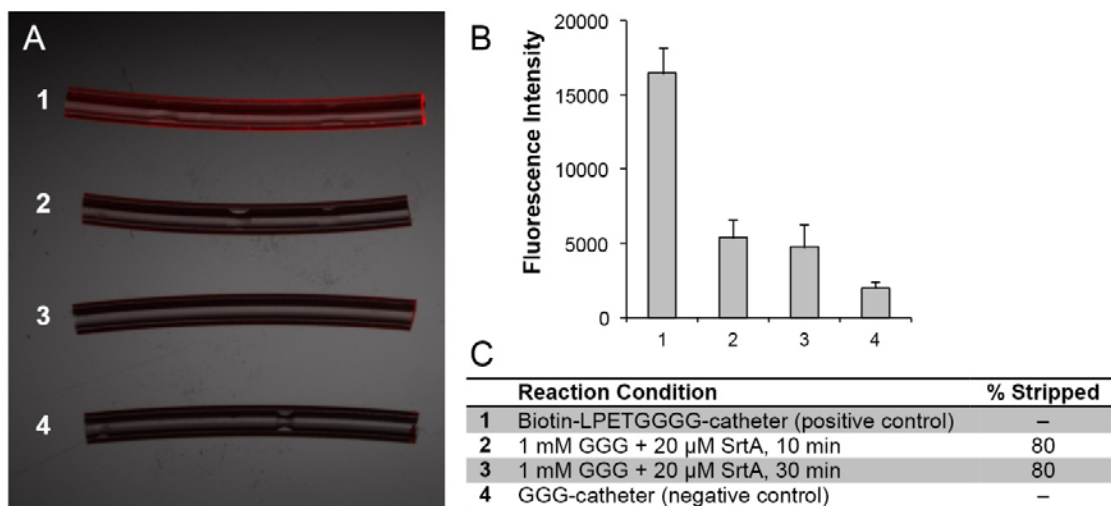 A
1
2
3
4
B
Fluorescence Intensity
20000
15000
10000
5000
0
1 2 3 4
C
Reaction Condition % Stripped
1 Biotin-LPETGGGG-catheter (positive control) –
2 1 mM GGG + 20 µM SrtA, 10 min 80
3 1 mM GGG + 20 µM SrtA, 30 min 80
4 GGG-catheter (negative control) –